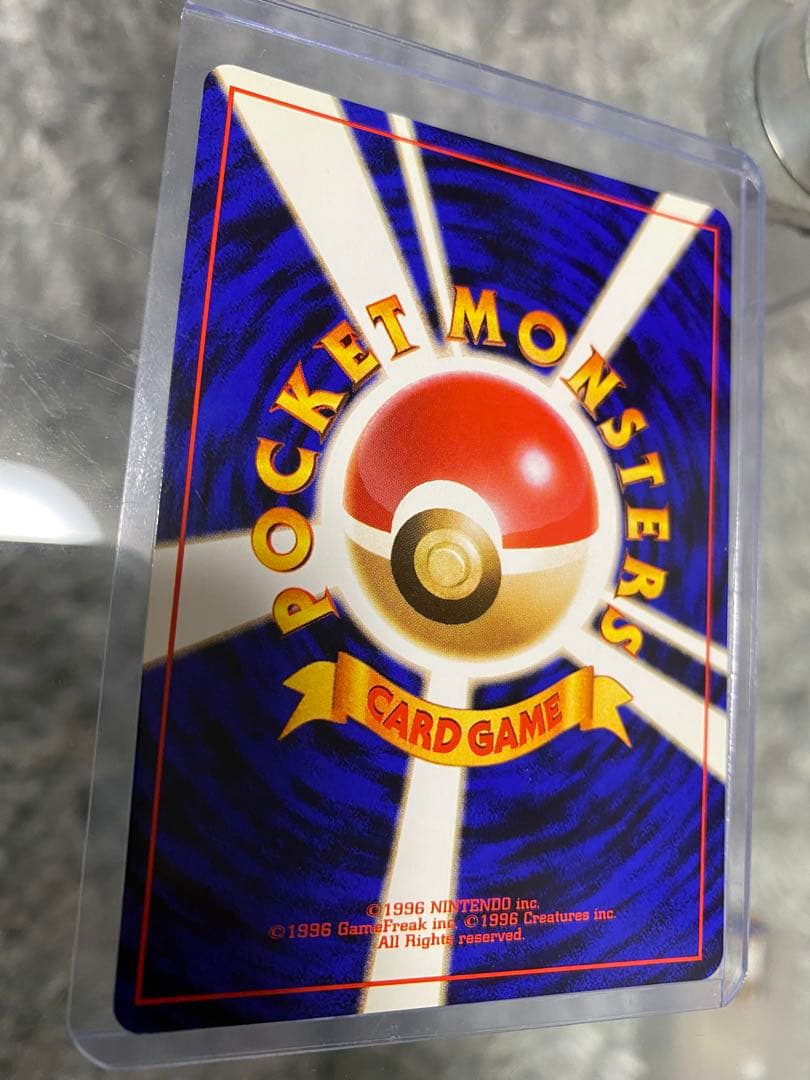 POCKET MONSTERS
CARD GAME
©1996 NINTENDO inc.
©1996 GameFreak inc. ©1996 Creatures inc.
All Rights reserved.